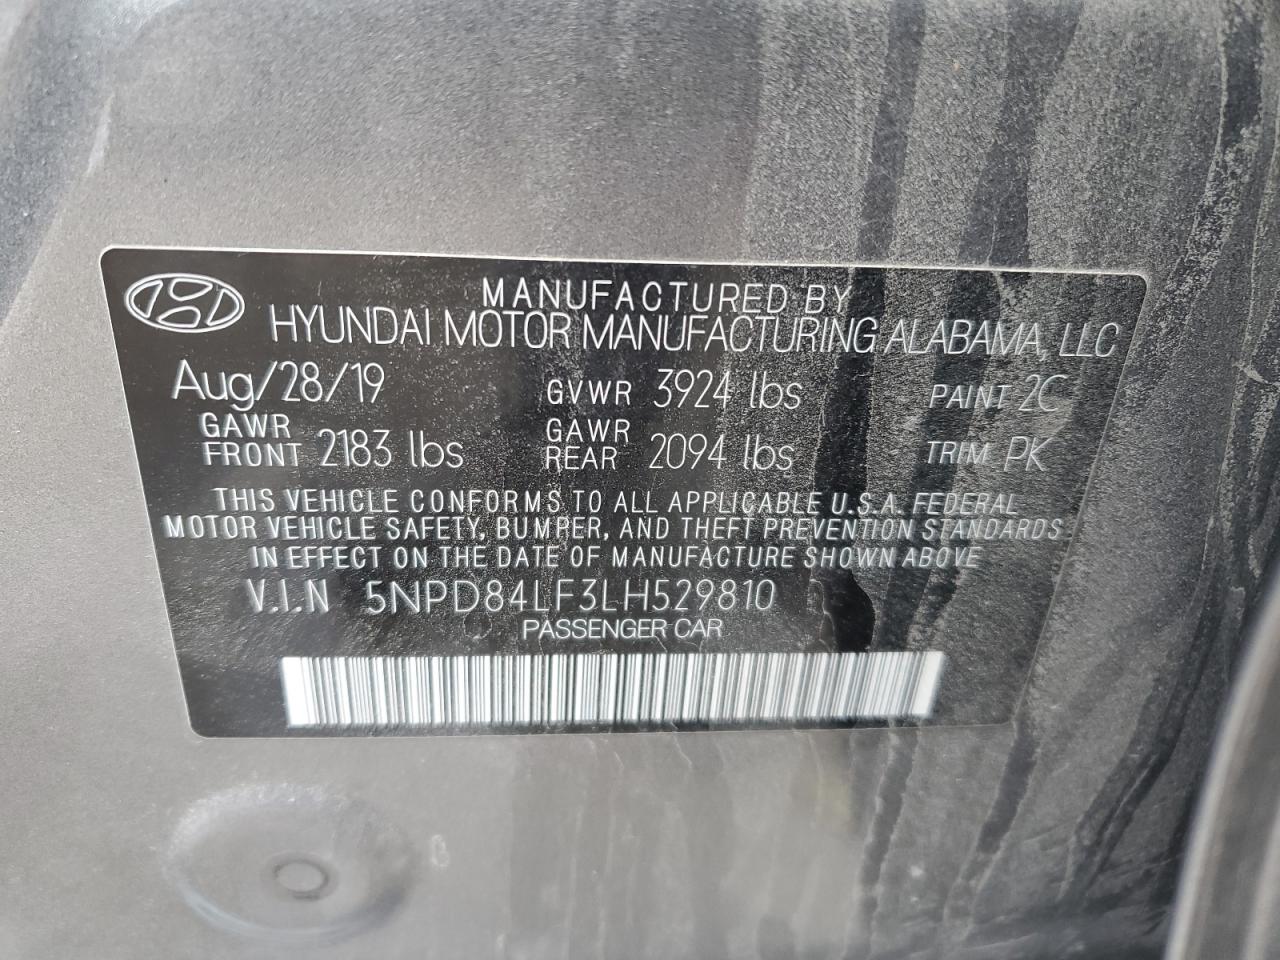 MANUFACTURED BY
HYUNDAI MOTOR MANUFACTURING ALABAMA, LLC
Aug/28/19 GVWR 3924 lbs PAINT 2C
GAWR FRONT 2183 lbs GAWR REAR 2094 lbs TRIM PK
THIS VEHICLE CONFORMS TO ALL APPLICABLE U.S.A. FEDERAL
MOTOR VEHICLE SAFETY, BUMPER, AND THEFT PREVENTION STANDARDS
IN EFFECT ON THE DATE OF MANUFACTURE SHOWN ABOVE
V.I.N 5NPD84LF3LH529810
PASSENGER CAR